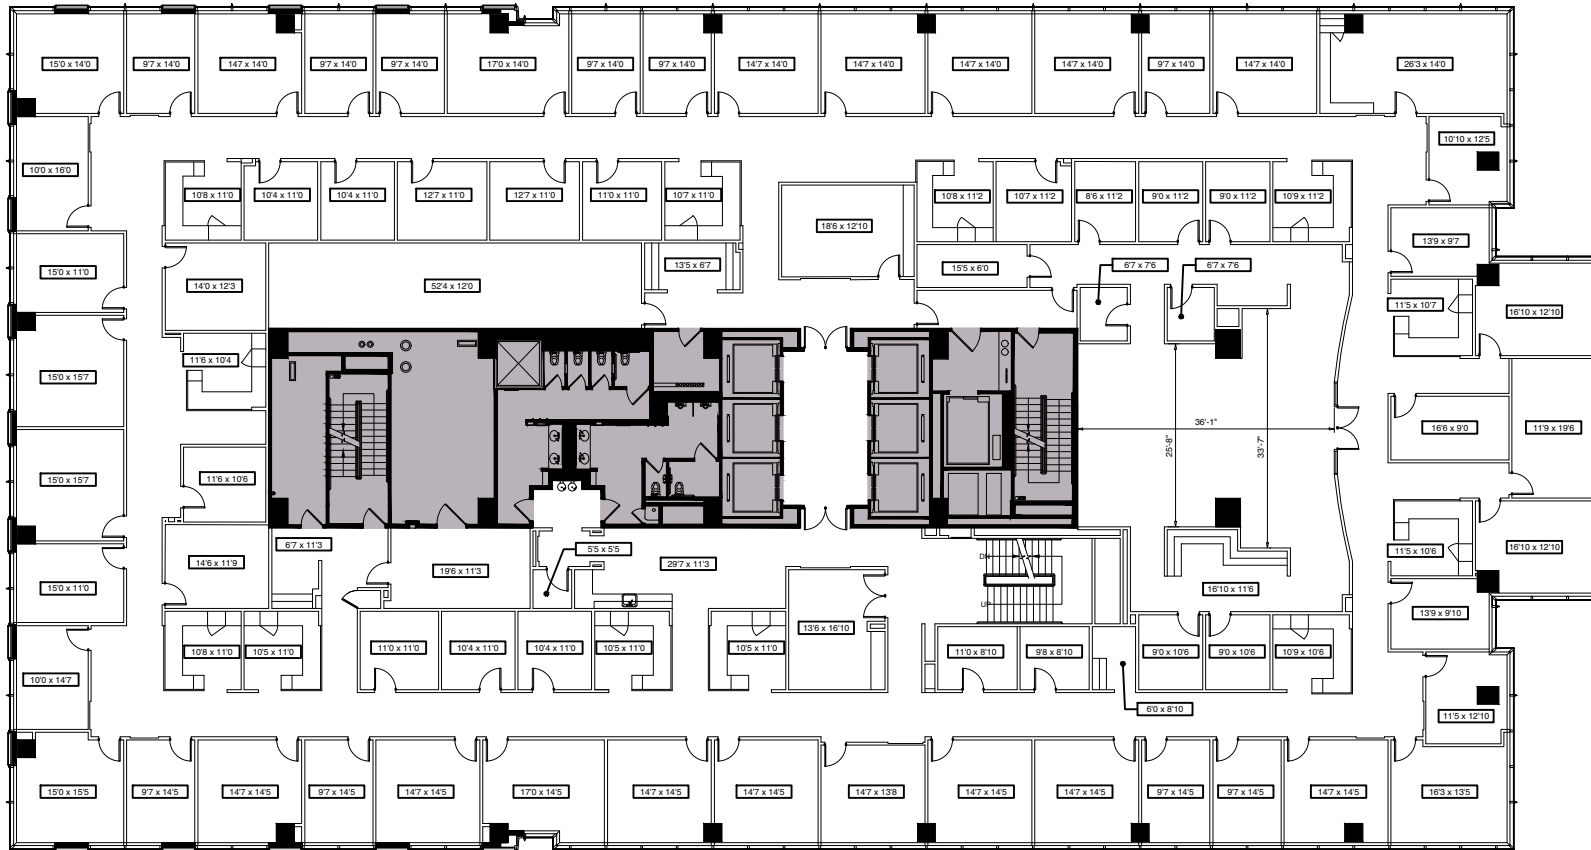 15'0 x 14'0
9'7 x 14'0
14'7 x 14'0
9'7 x 14'0
9'7 x 14'0
17'0 x 14'0
9'7 x 14'0
9'7 x 14'0
14'7 x 14'0
14'7 x 14'0
14'7 x 14'0
14'7 x 14'0
9'7 x 14'0
14'7 x 14'0
26'3 x 14'0
10'10 x 12'5
10'0 x 16'0
10'8 x 11'0
10'4 x 11'0
10'4 x 11'0
12'7 x 11'0
12'7 x 11'0
11'0 x 11'0
10'7 x 11'0
10'8 x 11'2
10'7 x 11'2
8'6 x 11'2
9'0 x 11'2
9'0 x 11'2
10'9 x 11'2
18'6 x 12'10
13'9 x 9'7
13'5 x 6'7
15'5 x 6'0
6'7 x 7'6
6'7 x 7'6
15'0 x 11'0
14'0 x 12'3
52'4 x 12'0
11'5 x 10'7
16'10 x 12'10
11'6 x 10'4
15'0 x 15'7
36'-1"
16'6 x 9'0
11'9 x 19'6
25'-8"
33'-7"
15'0 x 15'7
11'6 x 10'6
6'7 x 11'3
5'5 x 5'5
11'5 x 10'6
16'10 x 12'10
DN
14'6 x 11'9
19'6 x 11'3
29'7 x 11'3
15'0 x 11'0
16'10 x 11'6
UP
13'9 x 9'10
13'6 x 16'10
10'8 x 11'0
10'5 x 11'0
11'0 x 11'0
10'4 x 11'0
10'4 x 11'0
10'5 x 11'0
10'5 x 11'0
11'0 x 8'10
9'8 x 8'10
9'0 x 10'6
9'0 x 10'6
10'9 x 10'6
10'0 x 14'7
6'0 x 8'10
11'5 x 12'10
15'0 x 15'5
9'7 x 14'5
14'7 x 14'5
9'7 x 14'5
14'7 x 14'5
17'0 x 14'5
14'7 x 14'5
14'7 x 14'5
14'7 x 13'8
14'7 x 14'5
14'7 x 14'5
9'7 x 14'5
9'7 x 14'5
14'7 x 14'5
16'3 x 13'5